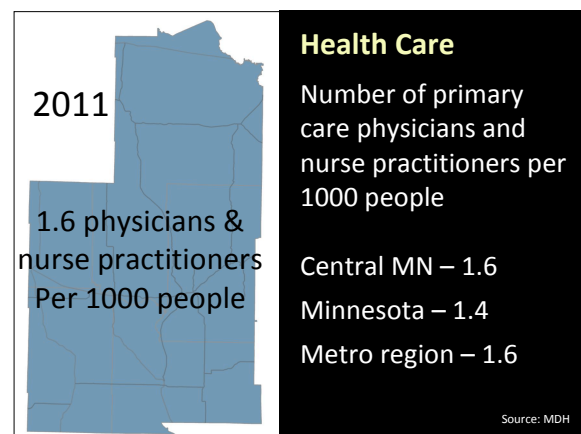 2011
1.6 physicians &
nurse practitioners
Per 1000 people
Health Care
Number of primary
care physicians and
nurse practitioners per
1000 people
Central MN – 1.6
Minnesota – 1.4
Metro region – 1.6
Source: MDH